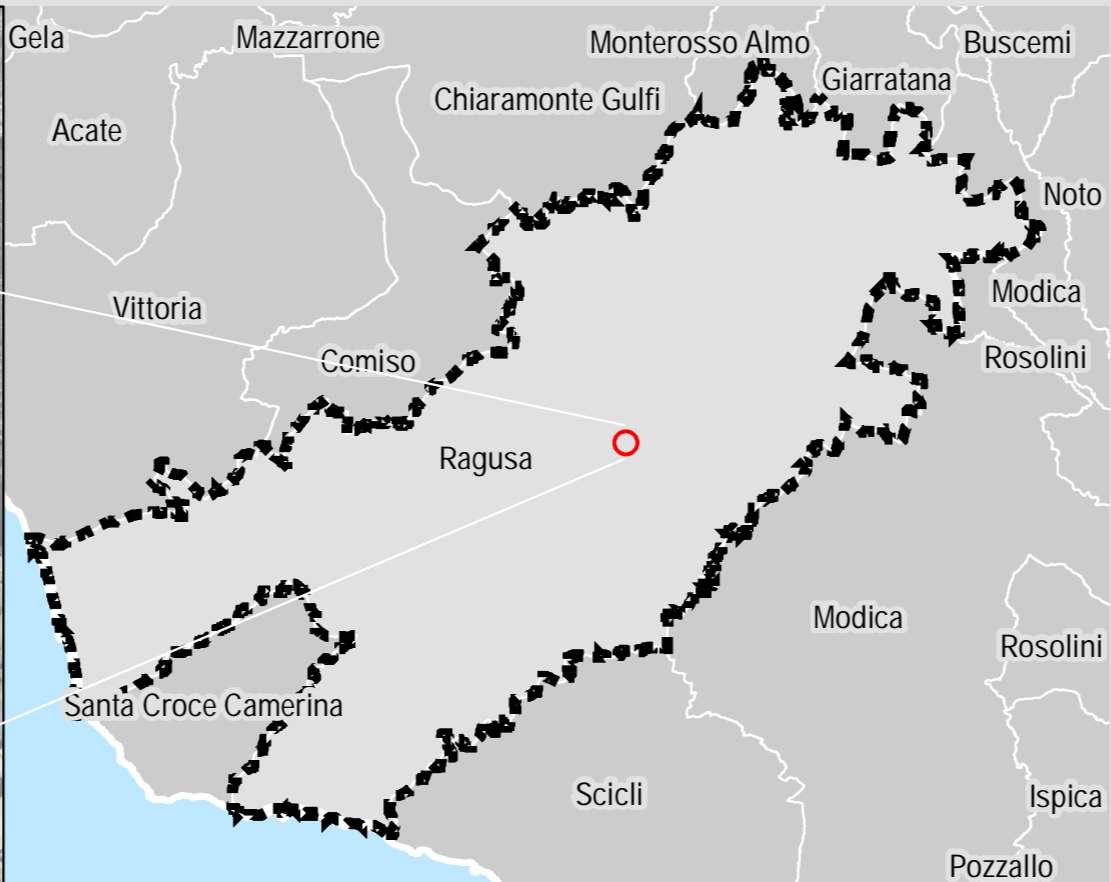 Gela
Mazzarrone
Monterosso Almo
Buscemi
Giarratana
Chiaramonte Gulfi
Acate
Noto
Modica
Vittoria
Rosolini
Comiso
Ragusa
Modica
Rosolini
Santa Croce Camerina
Scicli
Ispica
Pozzallo